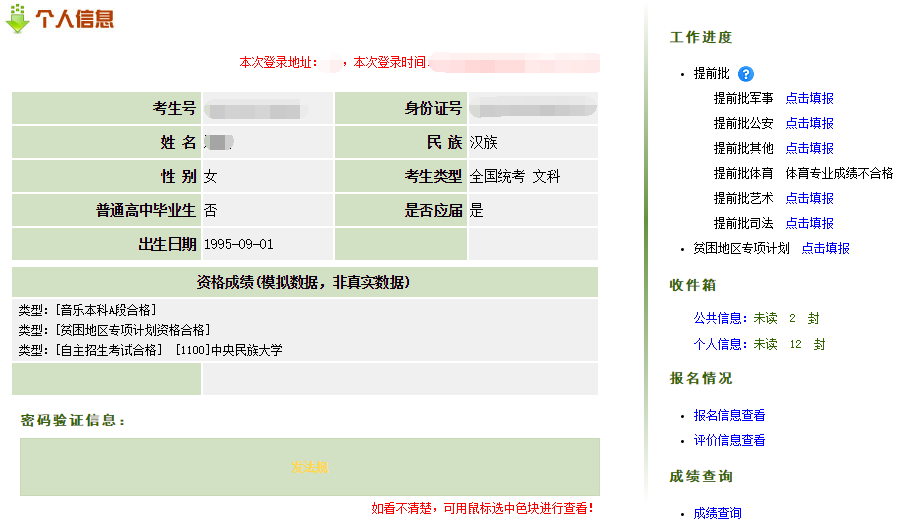 个人信息
本次登录地址: , 本次登录时间
考生号
身份证号
姓 名
民 族 汉族
性 别 女
考生类型 全国统考 文科
普通高中毕业生 否
是否应届 是
出生日期 1995-09-01
资格成绩(模拟数据, 非真实数据)
类型: [音乐本科A段合格]
类型: [贫困地区专项计划资格合格]
类型: [自主招生考试合格] [1100]中央民族大学
密码验证信息:
如看不清楚, 可用鼠标选中色块进行查看!
工作进度
提前批 ?
提前批军事 点击填报
提前批公安 点击填报
提前批其他 点击填报
提前批体育 体育专业成绩不合格
提前批艺术 点击填报
提前批司法 点击填报
贫困地区专项计划 点击填报
收件箱
公共信息: 未读 2 封
个人信息: 未读 12 封
报名情况
报名信息查看
评价信息查看
成绩查询
成绩查询